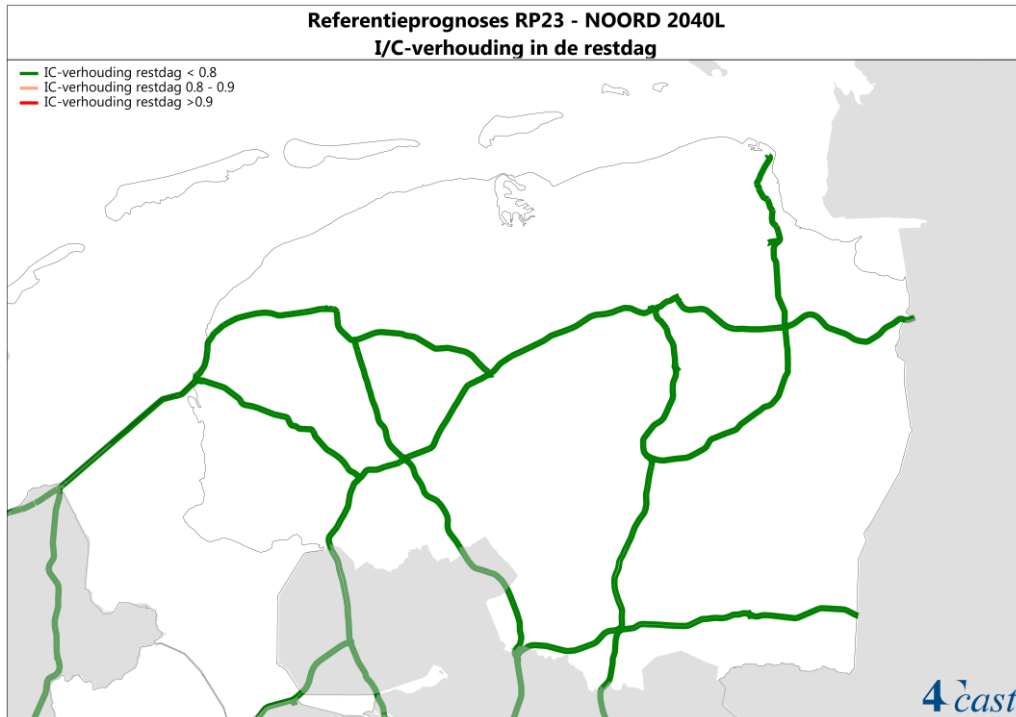 Referentieprognoses RP23 - NOORD 2040L
I/C-verhouding in de restdag
IC-verhouding restdag < 0.8
IC-verhouding restdag 0.8 - 0.9
IC-verhouding restdag >0.9
4cast